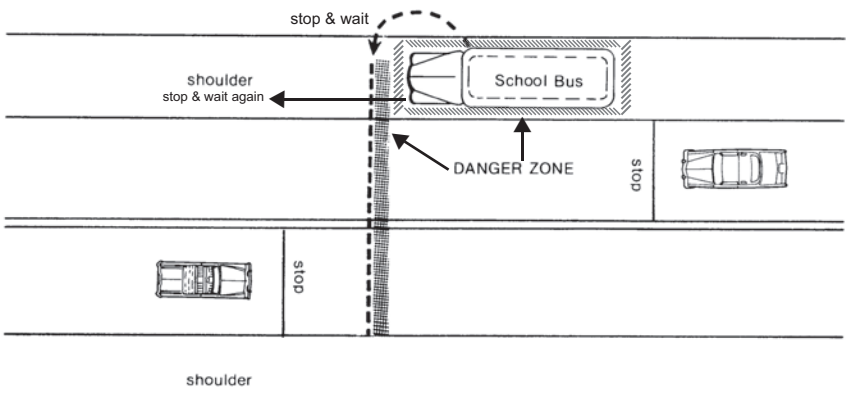 stop & wait
shoulder
stop & wait again
School Bus
DANGER ZONE
stop
stop
shoulder